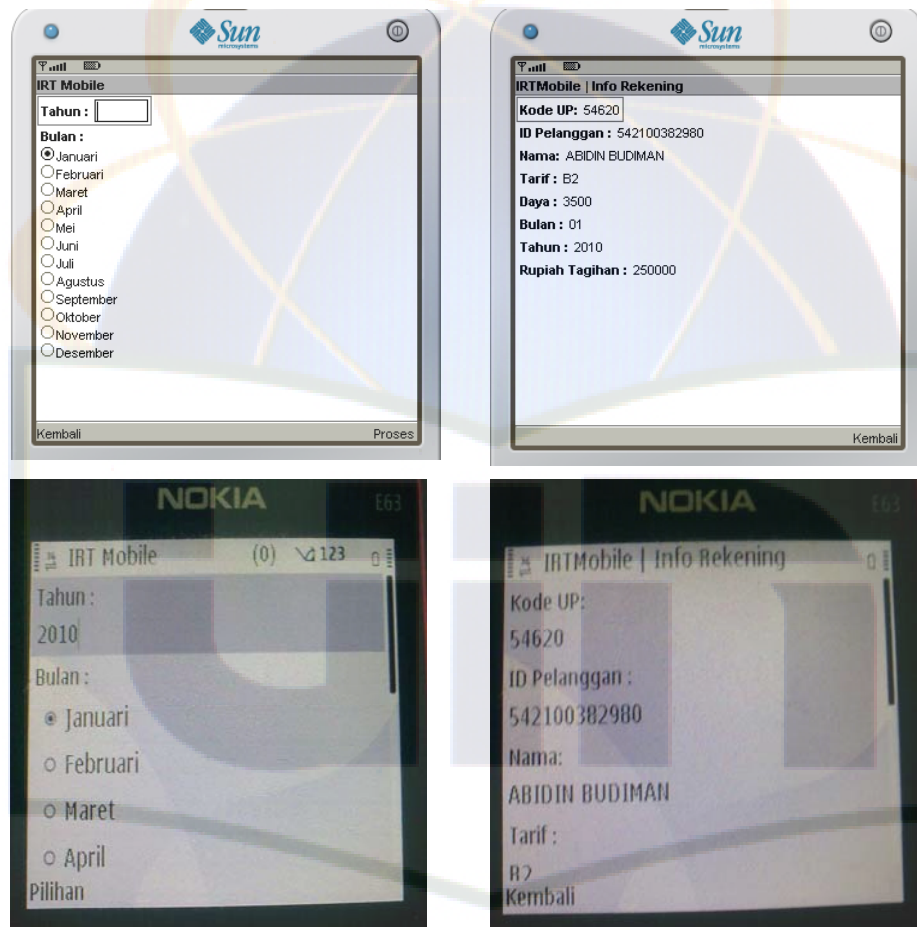 Sun
microsystems
IRT Mobile
Tahun :
Bulan :
Januari
Februari
Maret
April
Mei
Juni
Juli
Agustus
September
Oktober
November
Desember
Kembali Proses
Sun
microsystems
IRTMobile | Info Rekening
Kode UP: 54620
ID Pelanggan : 542100382980
Nama: ABIDIN BUDIMAN
Tarif : B2
Daya : 3500
Bulan : 01
Tahun : 2010
Rupiah Tagihan : 250000
Kembali
NOKIA E63
IRT Mobile (0) 123
Tahun :
2010
Bulan :
Januari
Februari
Maret
April
Pilihan
NOKIA E63
IRTMobile | Info Rekening
Kode UP:
54620
ID Pelanggan :
542100382980
Nama:
ABIDIN BUDIMAN
Tarif :
B2
Kembali